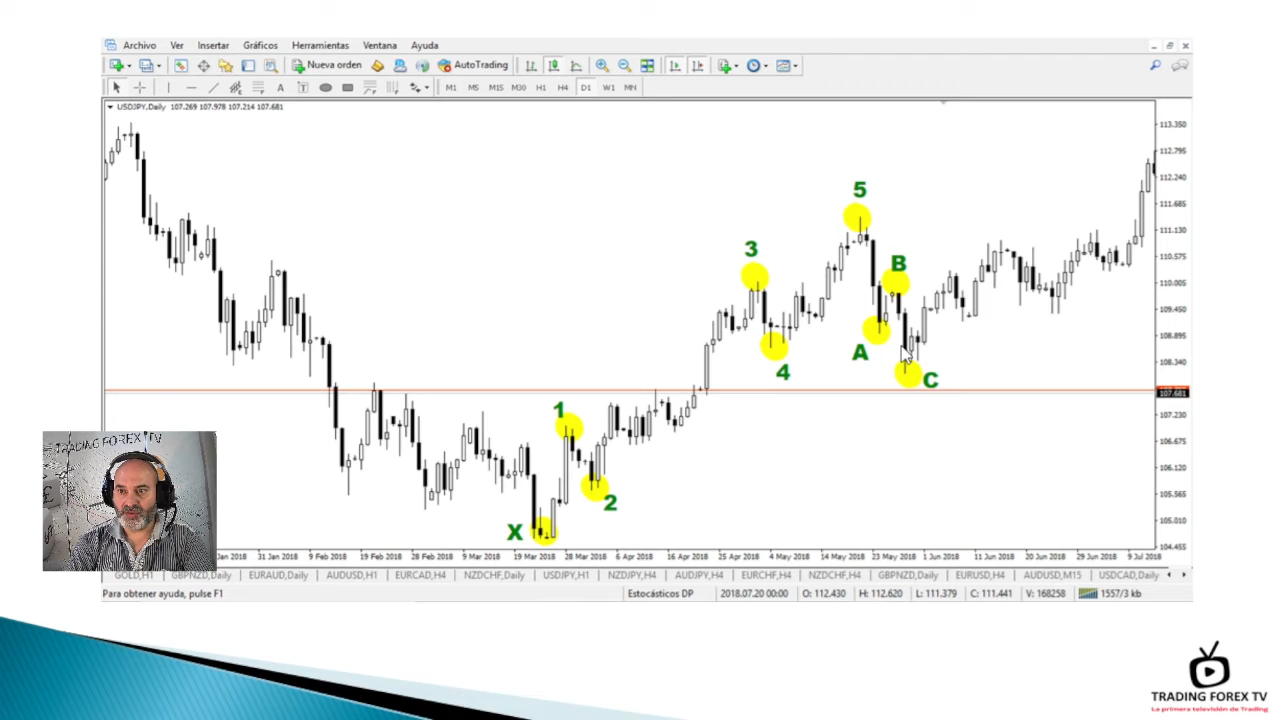 Archivo Ver Insertar Gráficos Herramientas Ventana Ayuda
Nueva orden AutoTrading
A T M1 M5 M15 M30 H1 H4 D1 W1 MN
USDJPY,Daily 107.269 107.978 107.214 107.681
113.350
112.795
112.240
111.685
111.130
110.575
110.005
109.450
108.895
108.340
107.681
107.230
106.675
106.120
105.565
105.010
104.455
5
3
B
A
4
C
1
2
X
TRADING FOREX TV
Jan 2018 31 Jan 2018 9 Feb 2018 19 Feb 2018 28 Feb 2018 9 Mar 2018 19 Mar 2018 28 Mar 2018 6 Apr 2018 16 Apr 2018 25 Apr 2018 4 May 2018 14 May 2018 23 May 2018 1 Jun 2018 11 Jun 2018 20 Jun 2018 29 Jun 2018 9 Jul 2018
GOLD,H1 GBPNZD,Daily EURAUD,Daily AUDUSD,H1 EURCAD,H4 NZDCHF,Daily USDJPY,H1 NZDJPY,H4 AUDJPY,H4 EURCHF,H4 NZDCHF,H4 GBPNZD,Daily EURUSD,H4 AUDUSD,M15 USDCAD,Daily
Para obtener ayuda, pulse F1 Estocásticos DP 2018.07.20 00:00 O: 112.430 H: 112.620 L: 111.379 C: 111.441 V: 168258 1557/3 kb
TRADING FOREX TV
La primera televisión de Trading